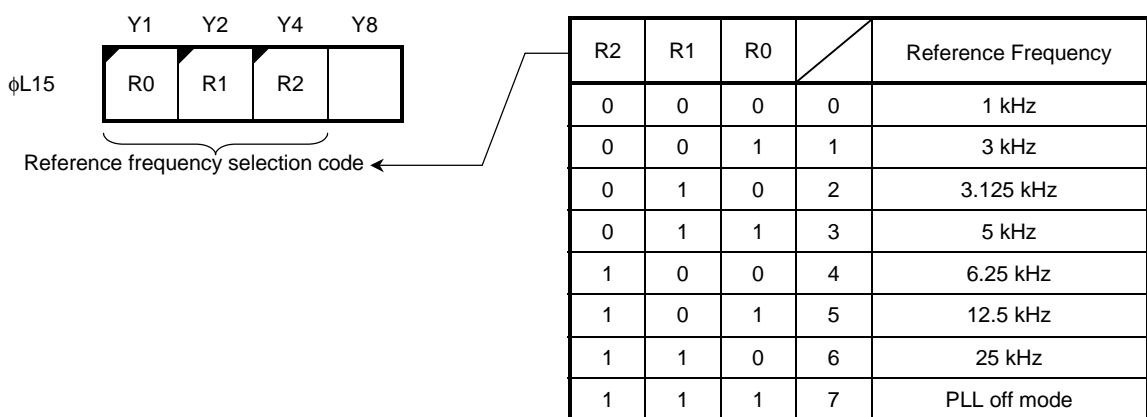 Y1 Y2 Y4 Y8
φL15 R0 R1 R2
Reference frequency selection code
R2 R1 R0 Reference Frequency
0 0 0 0 1 kHz
0 0 1 1 3 kHz
0 1 0 2 3.125 kHz
0 1 1 3 5 kHz
1 0 0 4 6.25 kHz
1 0 1 5 12.5 kHz
1 1 0 6 25 kHz
1 1 1 7 PLL off mode